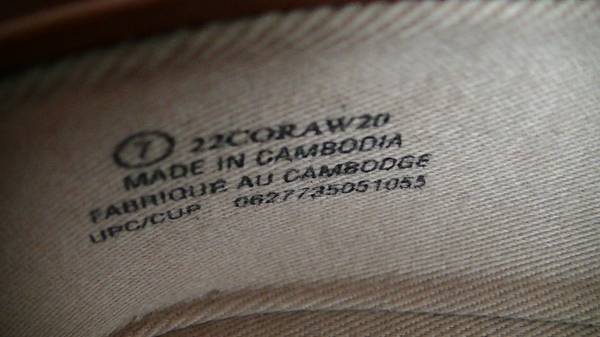 7 22CORAW20
MADE IN CAMBODIA
FABRIQUE AU CAMBODGE
UPC/CUP 0627735051055